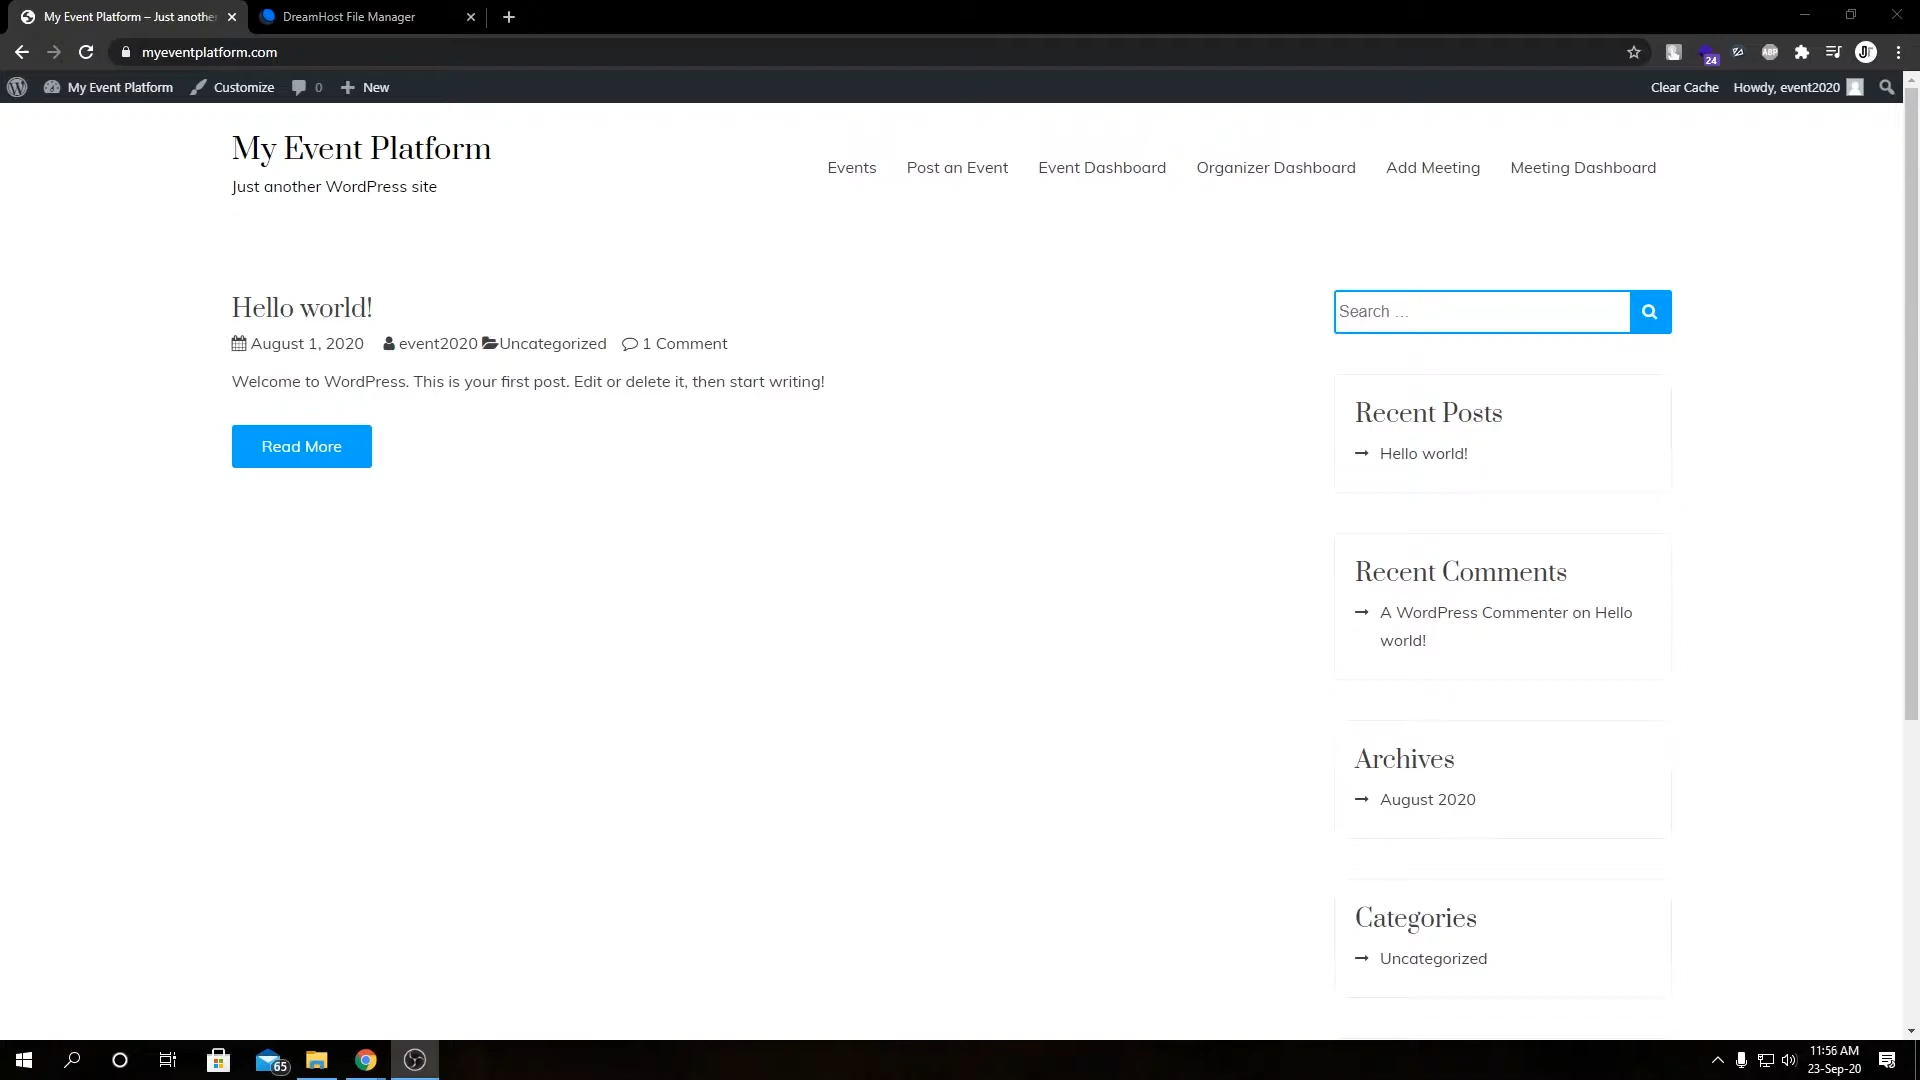 My Event Platform – Just anothe
DreamHost File Manager
myeventplatform.com
24
ABP
My Event Platform
Customize
0
New
Clear Cache
Howdy, event2020
My Event Platform
Just another WordPress site
Events
Post an Event
Event Dashboard
Organizer Dashboard
Add Meeting
Meeting Dashboard
Hello world!
August 1, 2020 event2020 Uncategorized 1 Comment
Welcome to WordPress. This is your first post. Edit or delete it, then start writing!
Read More
Search …
Recent Posts
Hello world!
Recent Comments
A WordPress Commenter on Hello
world!
Archives
August 2020
Categories
Uncategorized
65
11:56 AM
23-Sep-20